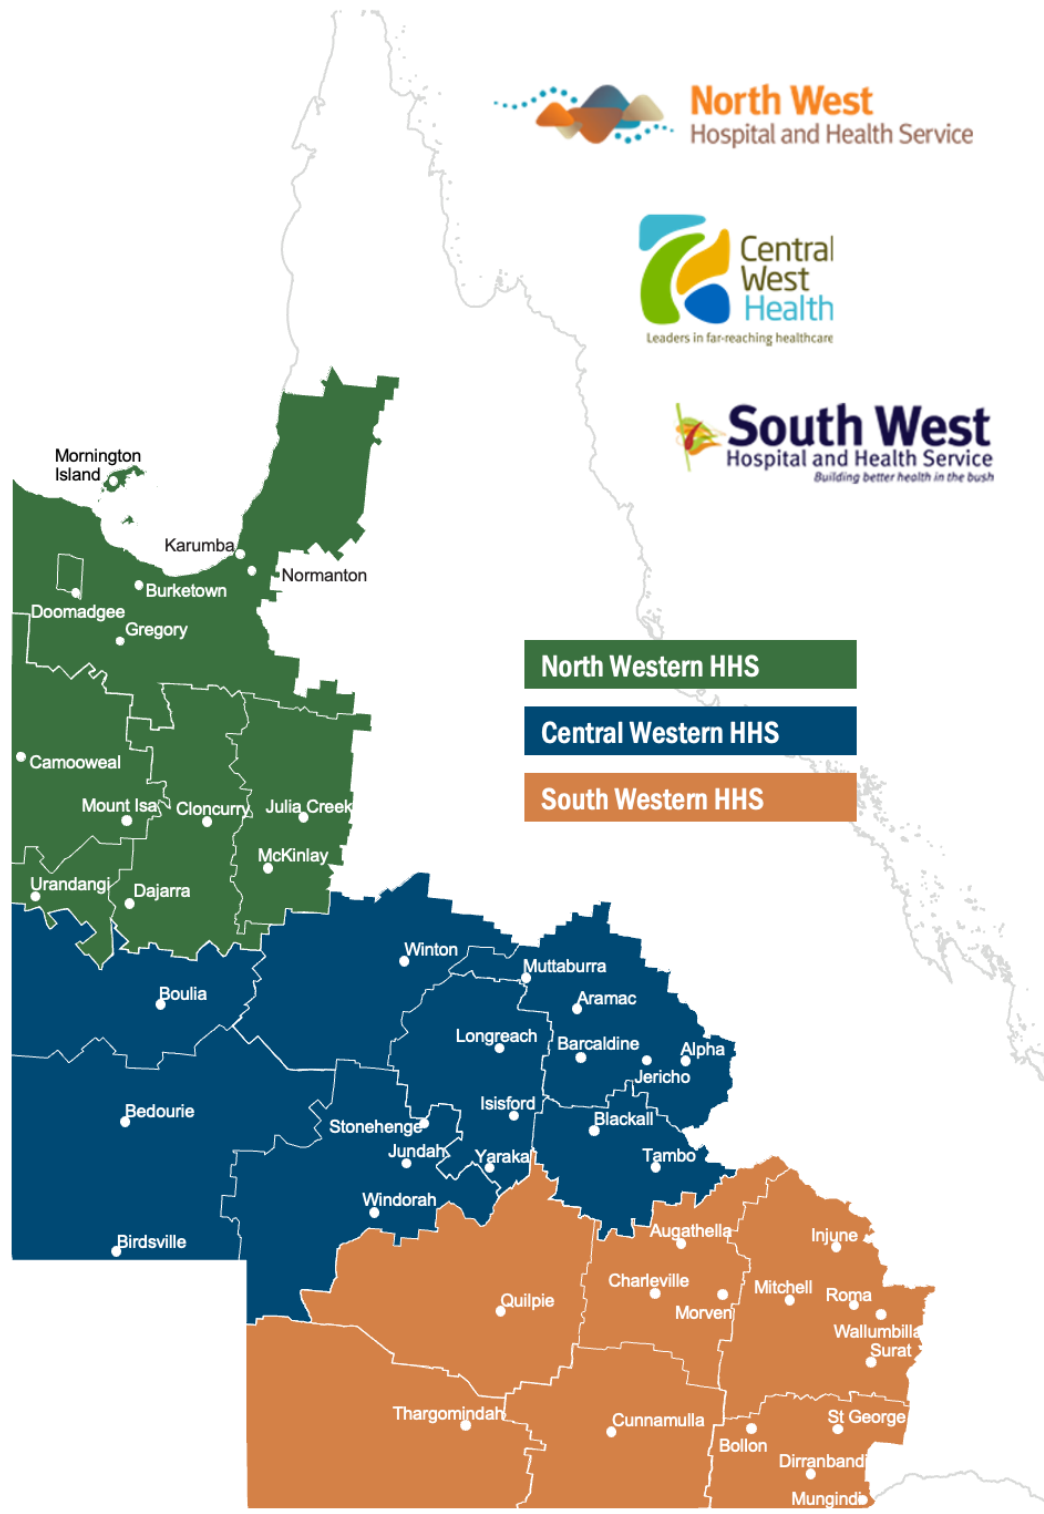 North West
Hospital and Health Service
Central
West
Health
Leaders in far-reaching healthcare
South West
Hospital and Health Service
Building better health in the bush
Mornington
Island
Karumba
Normanton
Burketown
Doomadgee
Gregory
North Western HHS
Central Western HHS
South Western HHS
Camooweal
Mount Isa
Cloncurry
Julia Creek
McKinlay
Urandangi
Dajarra
Winton
Muttaburra
Boulia
Aramac
Longreach
Barcaldine
Alpha
Jericho
Bedourie
Isisford
Stonehenge
Blackall
Jundah
Yaraka
Tambo
Windorah
Birdsville
Augathella
Injune
Charleville
Mitchell
Roma
Quilpie
Morven
Wallumbilla
Surat
Thargomindah
Cunnamulla
St George
Bollon
Dirranbandi
Mungindi